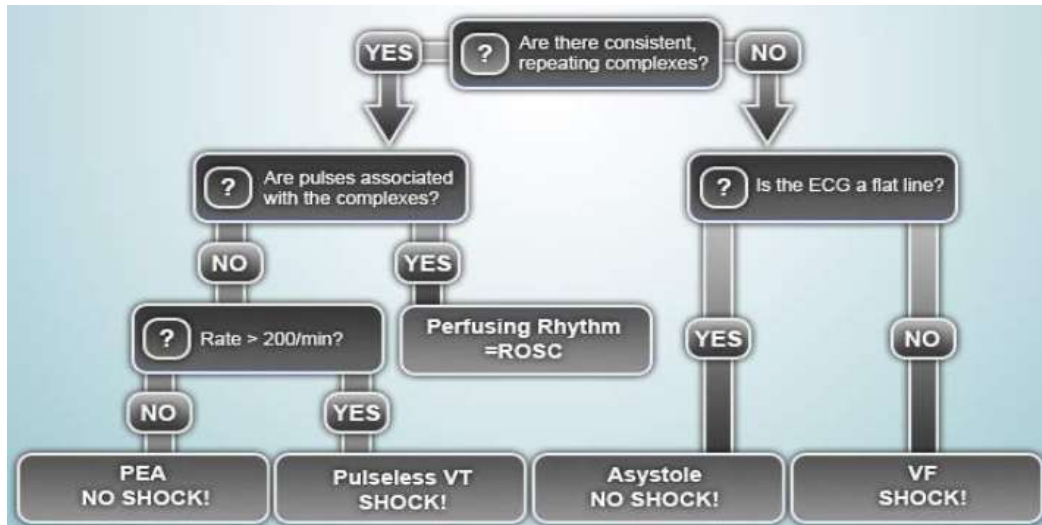 YES
?
Are there consistent,
repeating complexes?
NO
?
Are pulses associated
with the complexes?
?
Is the ECG a flat line?
NO
YES
?
Rate > 200/min?
Perfusing Rhythm
=ROSC
YES
NO
NO
YES
PEA
NO SHOCK!
Pulseless VT
SHOCK!
Asystole
NO SHOCK!
VF
SHOCK!